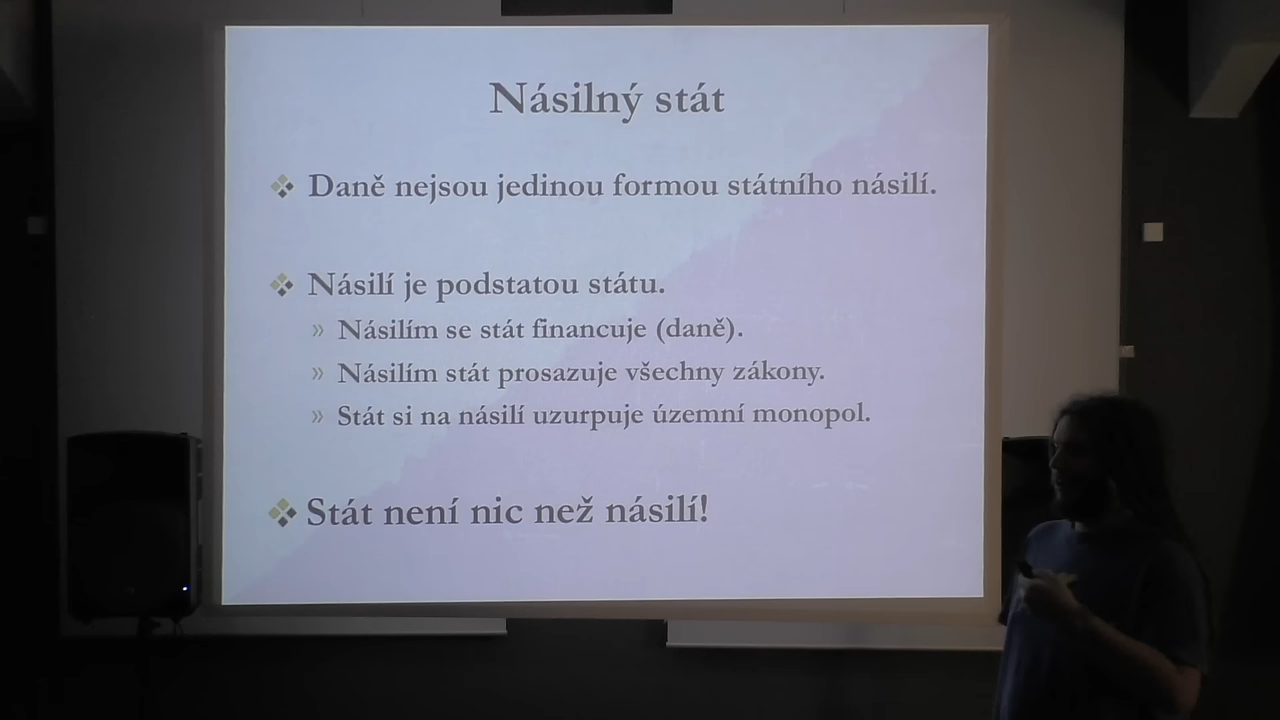 Násilný stát
Daně nejsou jedinou formou státního násilí.
Násilí je podstatou státu.
Násilím se stát financuje (daně).
Násilím stát prosazuje všechny zákony.
Stát si na násilí uzurpuje územní monopol.
Stát není nic než násilí!